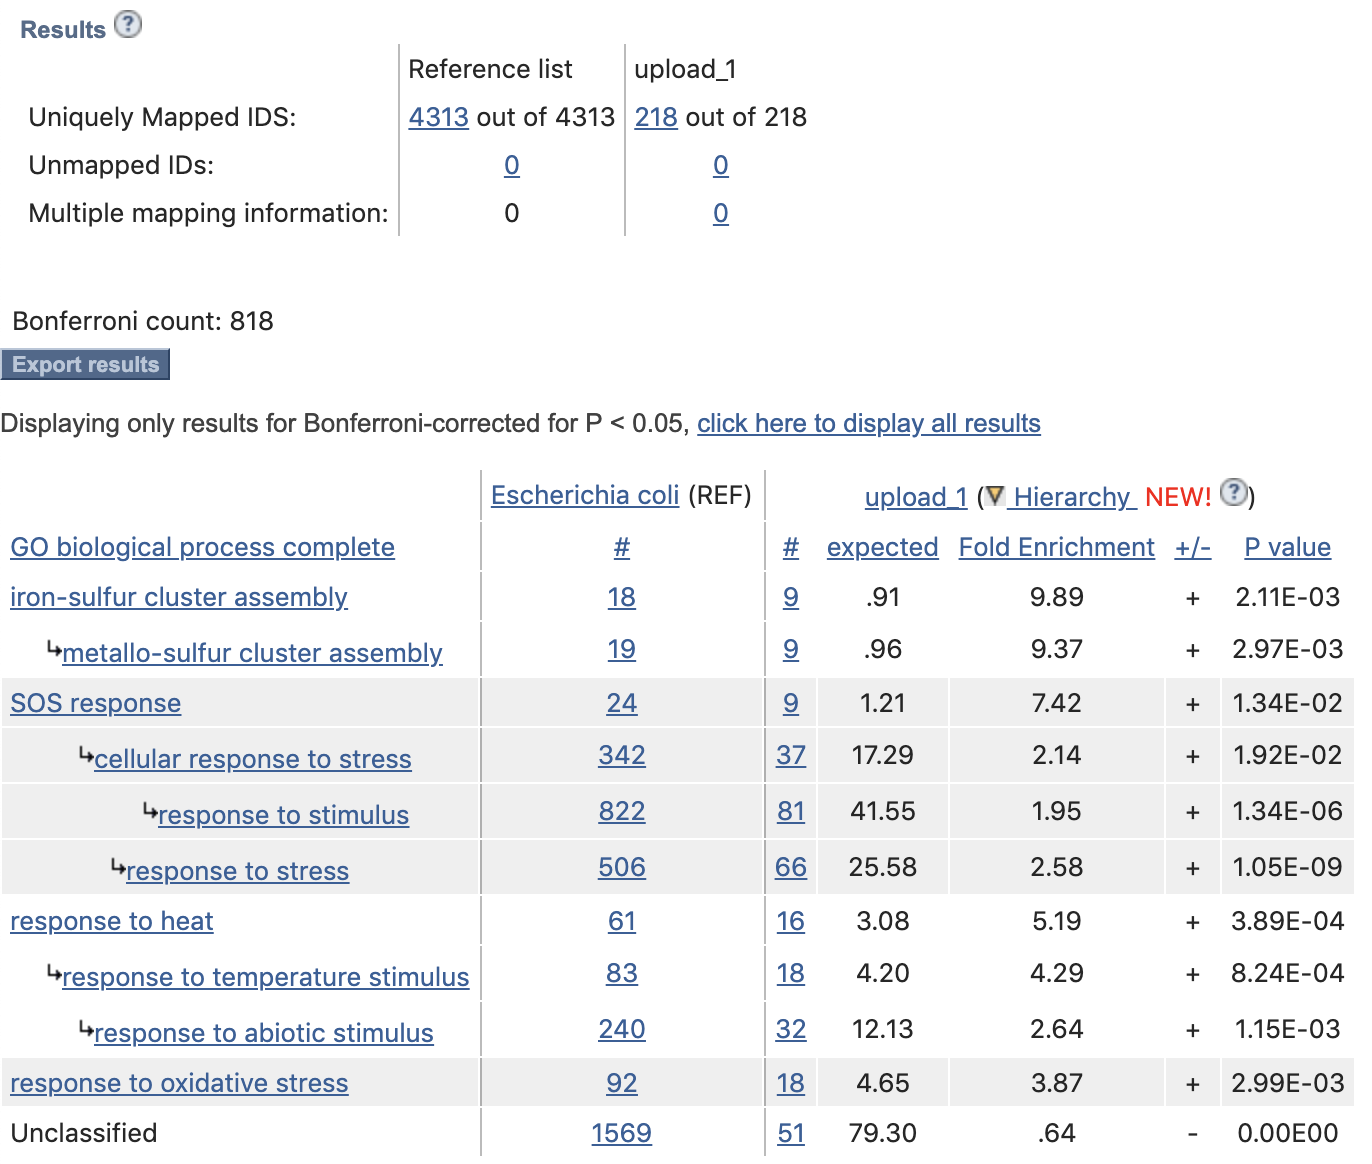 Results ?
Reference list upload_1
Uniquely Mapped IDS: 4313 out of 4313 218 out of 218
Unmapped IDs: 0 0
Multiple mapping information: 0 0
Bonferroni count: 818
Export results
Displaying only results for Bonferroni-corrected for P < 0.05, click here to display all results
Escherichia coli (REF) upload_1 (▼ Hierarchy NEW! ?)
GO biological process complete # # expected Fold Enrichment +/- P value
iron-sulfur cluster assembly 18 9 .91 9.89 + 2.11E-03
↳metallo-sulfur cluster assembly 19 9 .96 9.37 + 2.97E-03
SOS response 24 9 1.21 7.42 + 1.34E-02
↳cellular response to stress 342 37 17.29 2.14 + 1.92E-02
↳response to stimulus 822 81 41.55 1.95 + 1.34E-06
↳response to stress 506 66 25.58 2.58 + 1.05E-09
response to heat 61 16 3.08 5.19 + 3.89E-04
↳response to temperature stimulus 83 18 4.20 4.29 + 8.24E-04
↳response to abiotic stimulus 240 32 12.13 2.64 + 1.15E-03
response to oxidative stress 92 18 4.65 3.87 + 2.99E-03
Unclassified 1569 51 79.30 .64 - 0.00E00